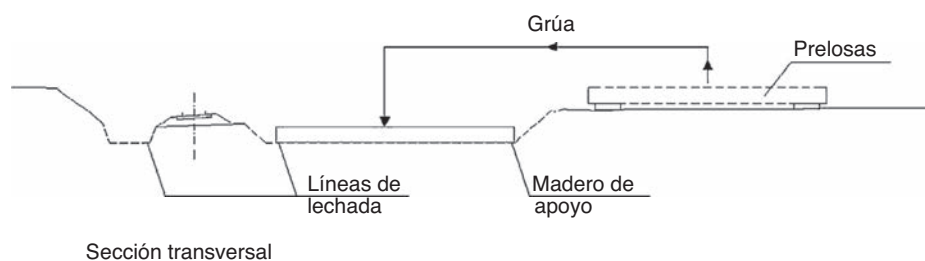 Grúa
Prelosas
Líneas de
lechada
Madero de
apoyo
Sección transversal